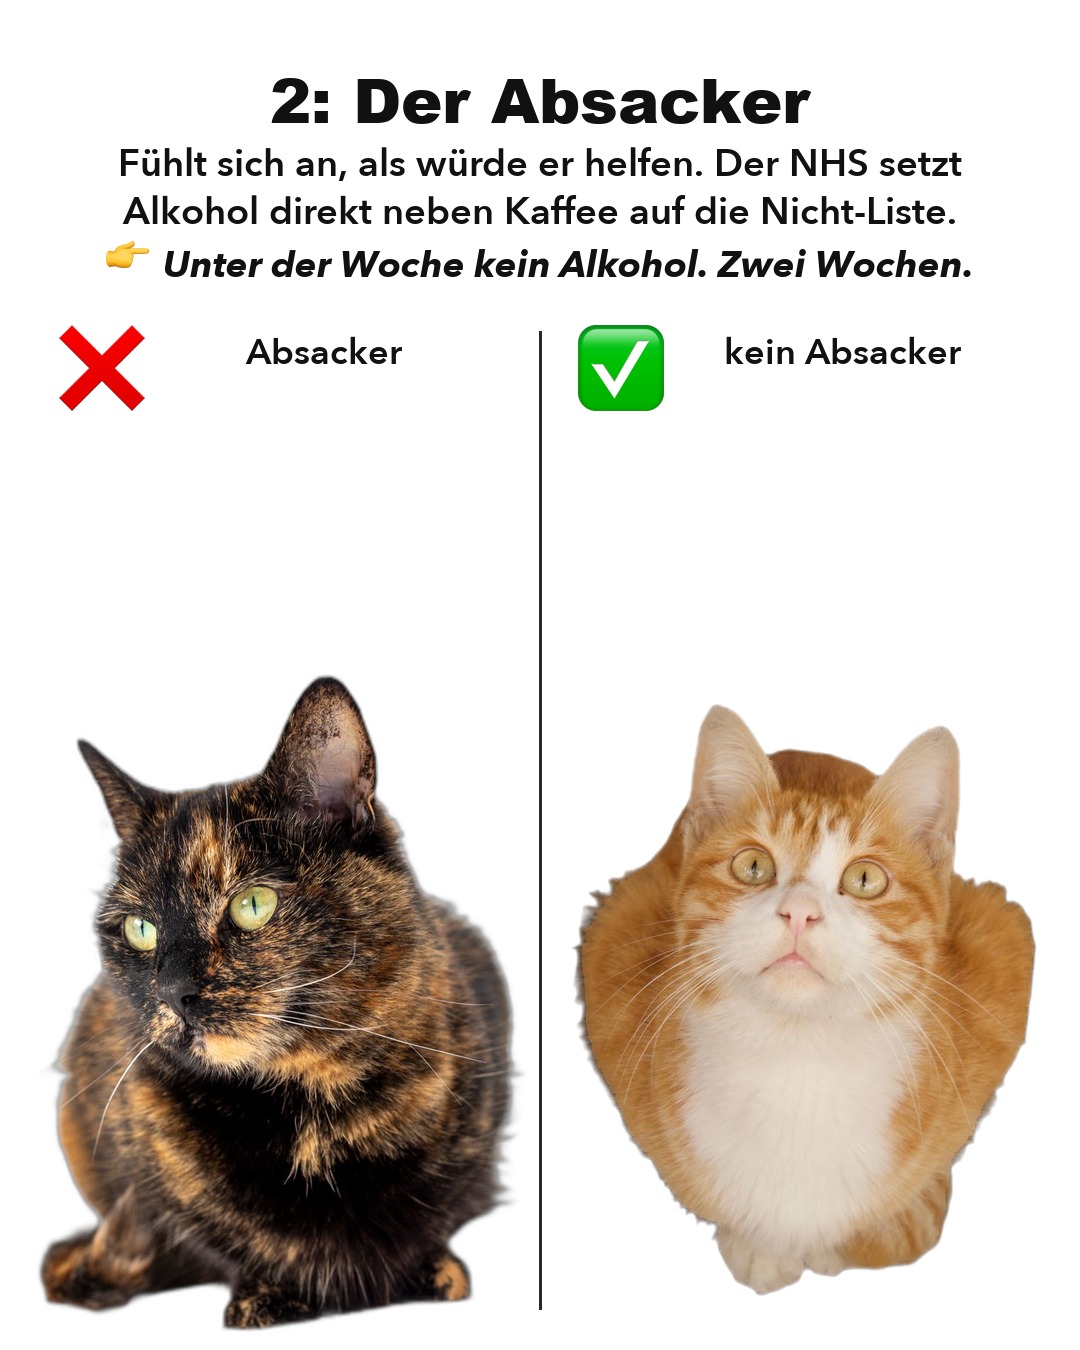 2: Der Absacker
Fühlt sich an, als würde er helfen. Der NHS setzt
Alkohol direkt neben Kaffee auf die Nicht-Liste.
👉 Unter der Woche kein Alkohol. Zwei Wochen.
❌ Absacker
✅ kein Absacker